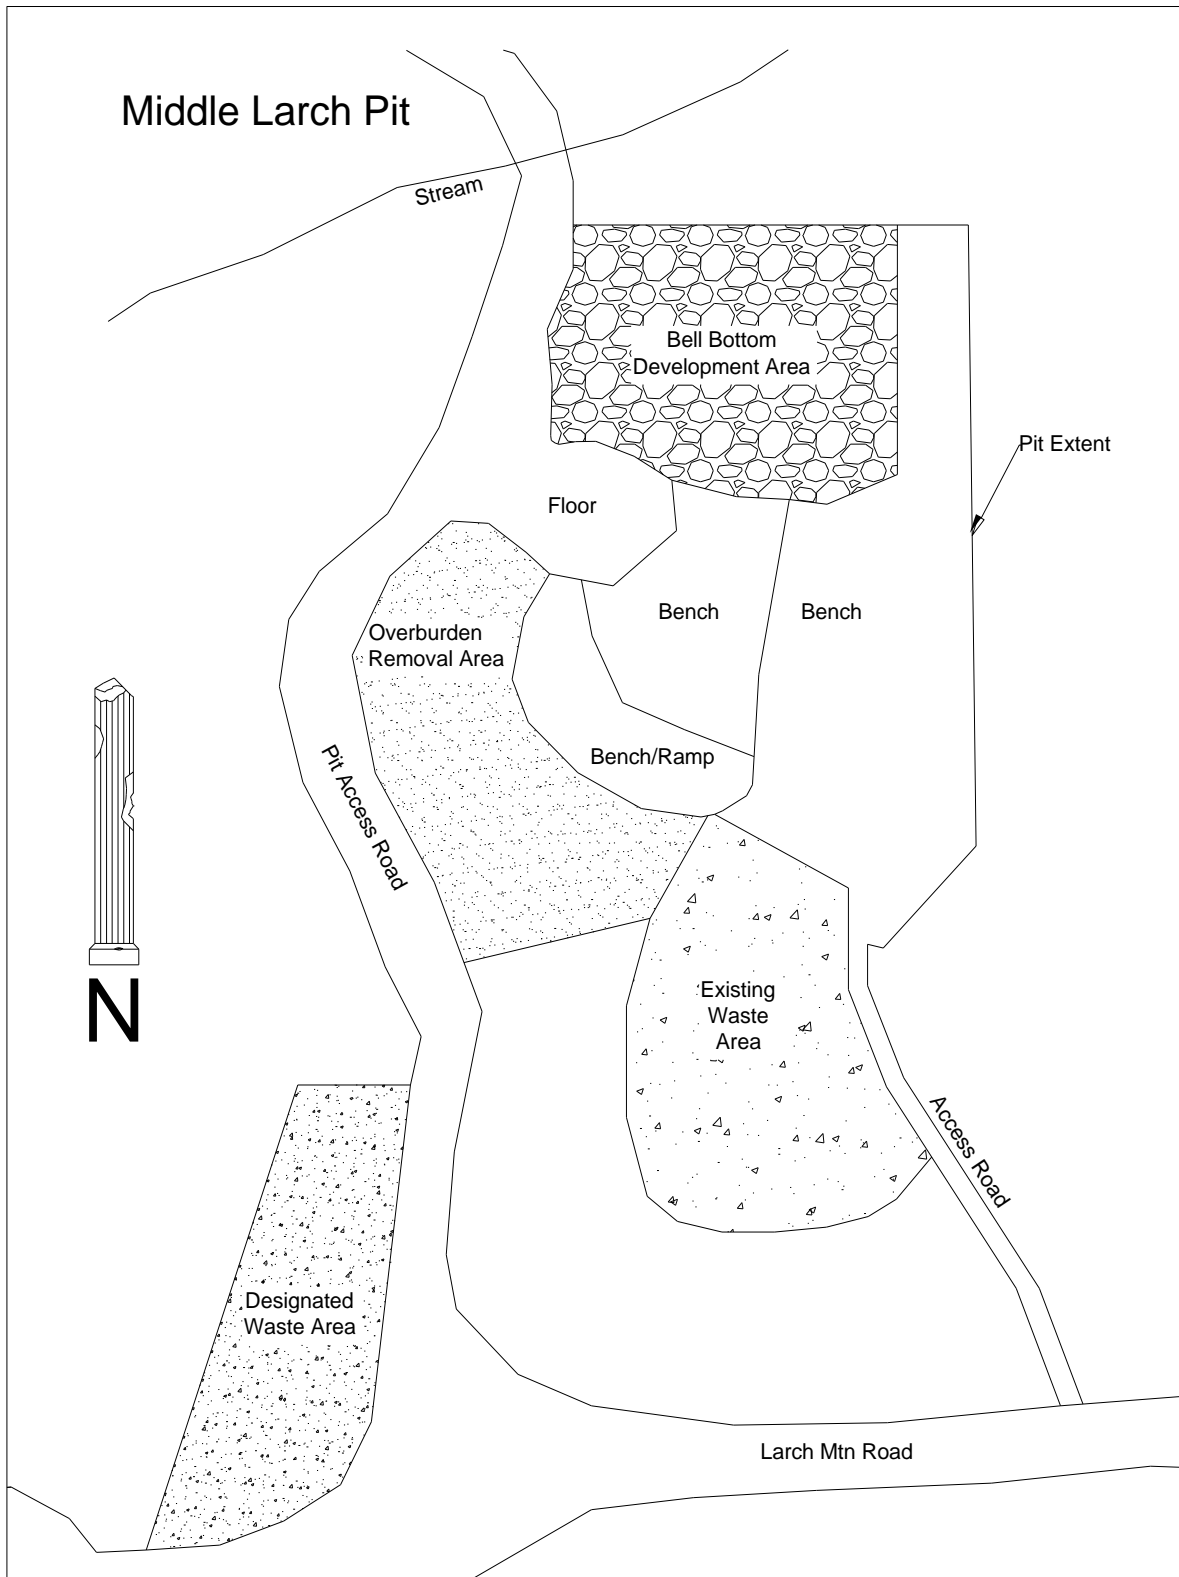 Middle Larch Pit
Stream
Bell Bottom
Development Area
Pit Extent
Floor
Bench
Bench
Overburden
Removal Area
Bench/Ramp
Pit Access Road
N
Existing
Waste
Area
Access Road
Designated
Waste Area
Larch Mtn Road